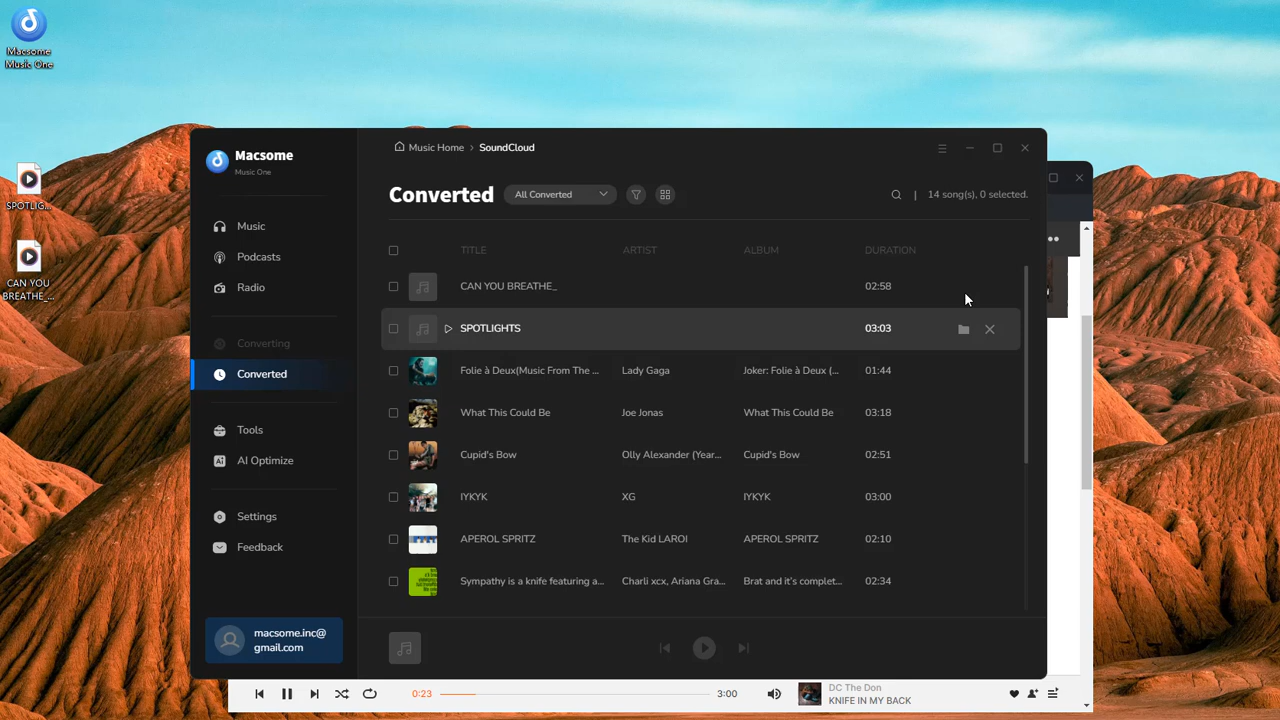 Macsome
Music One
SPOTLIG...
CAN YOU
BREATHE_...
Macsome
Music One
Music
Podcasts
Radio
Converting
Converted
Tools
AI Optimize
Settings
Feedback
macsome.inc@
gmail.com
Music Home > SoundCloud
Converted All Converted | 14 song(s), 0 selected.
TITLE ARTIST ALBUM DURATION
CAN YOU BREATHE_ 02:58
SPOTLIGHTS 03:03
Folie à Deux(Music From The ... Lady Gaga Joker: Folie à Deux (... 01:44
What This Could Be Joe Jonas What This Could Be 03:18
Cupid's Bow Olly Alexander (Year... Cupid's Bow 02:51
IYKYK XG IYKYK 03:00
APEROL SPRITZ The Kid LAROI APEROL SPRITZ 02:10
Sympathy is a knife featuring a... Charli xcx, Ariana Gra... Brat and it's complet... 02:34
0:23 3:00 DC The Don
KNIFE IN MY BACK